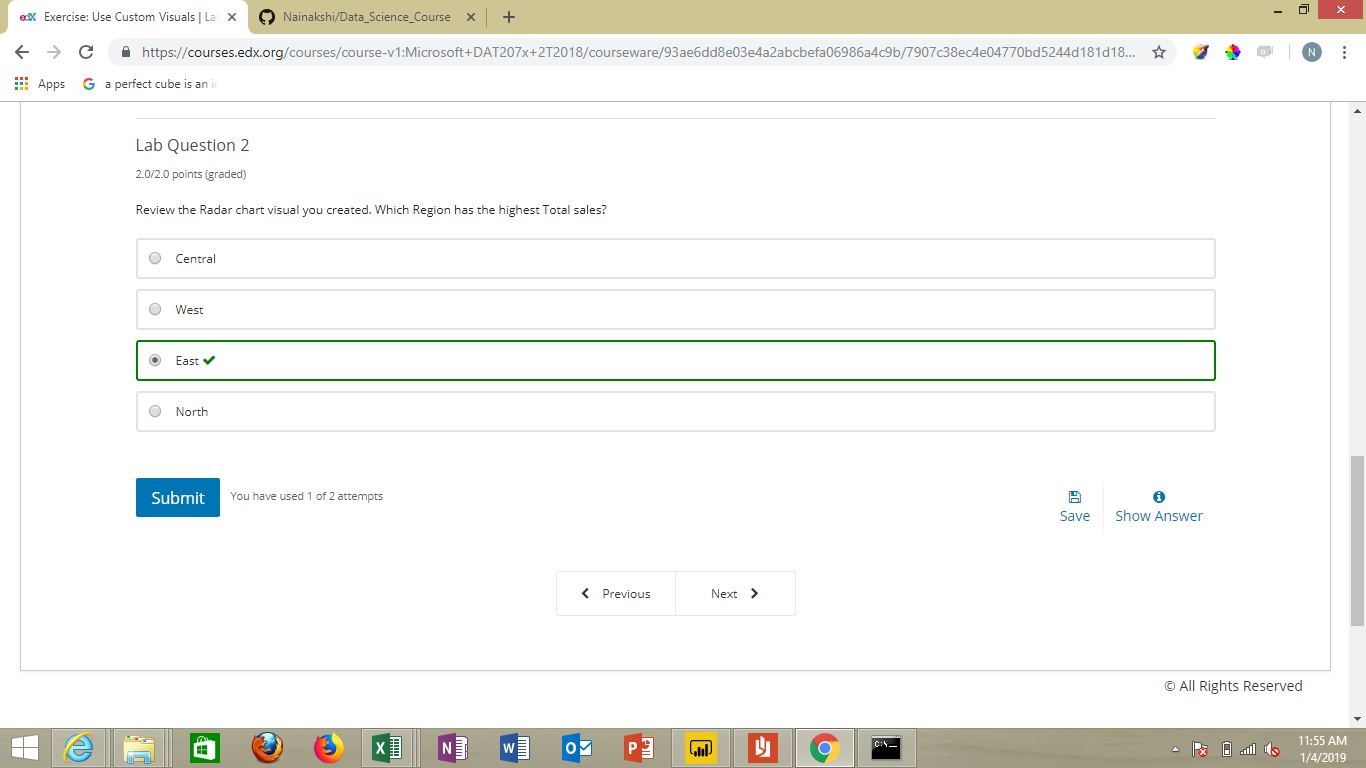 edX Exercise: Use Custom Visuals | La
Nainakshi/Data_Science_Course
https://courses.edx.org/courses/course-v1:Microsoft+DAT207x+2T2018/courseware/93ae6dd8e03e4a2abcbefa06986a4c9b/7907c38ec4e04770bd5244d181d18...
N
Apps
G a perfect cube is an i
Lab Question 2
2.0/2.0 points (graded)
Review the Radar chart visual you created. Which Region has the highest Total sales?
Central
West
East
North
Submit
You have used 1 of 2 attempts
Save
Show Answer
Previous
Next
© All Rights Reserved
11:55 AM
1/4/2019